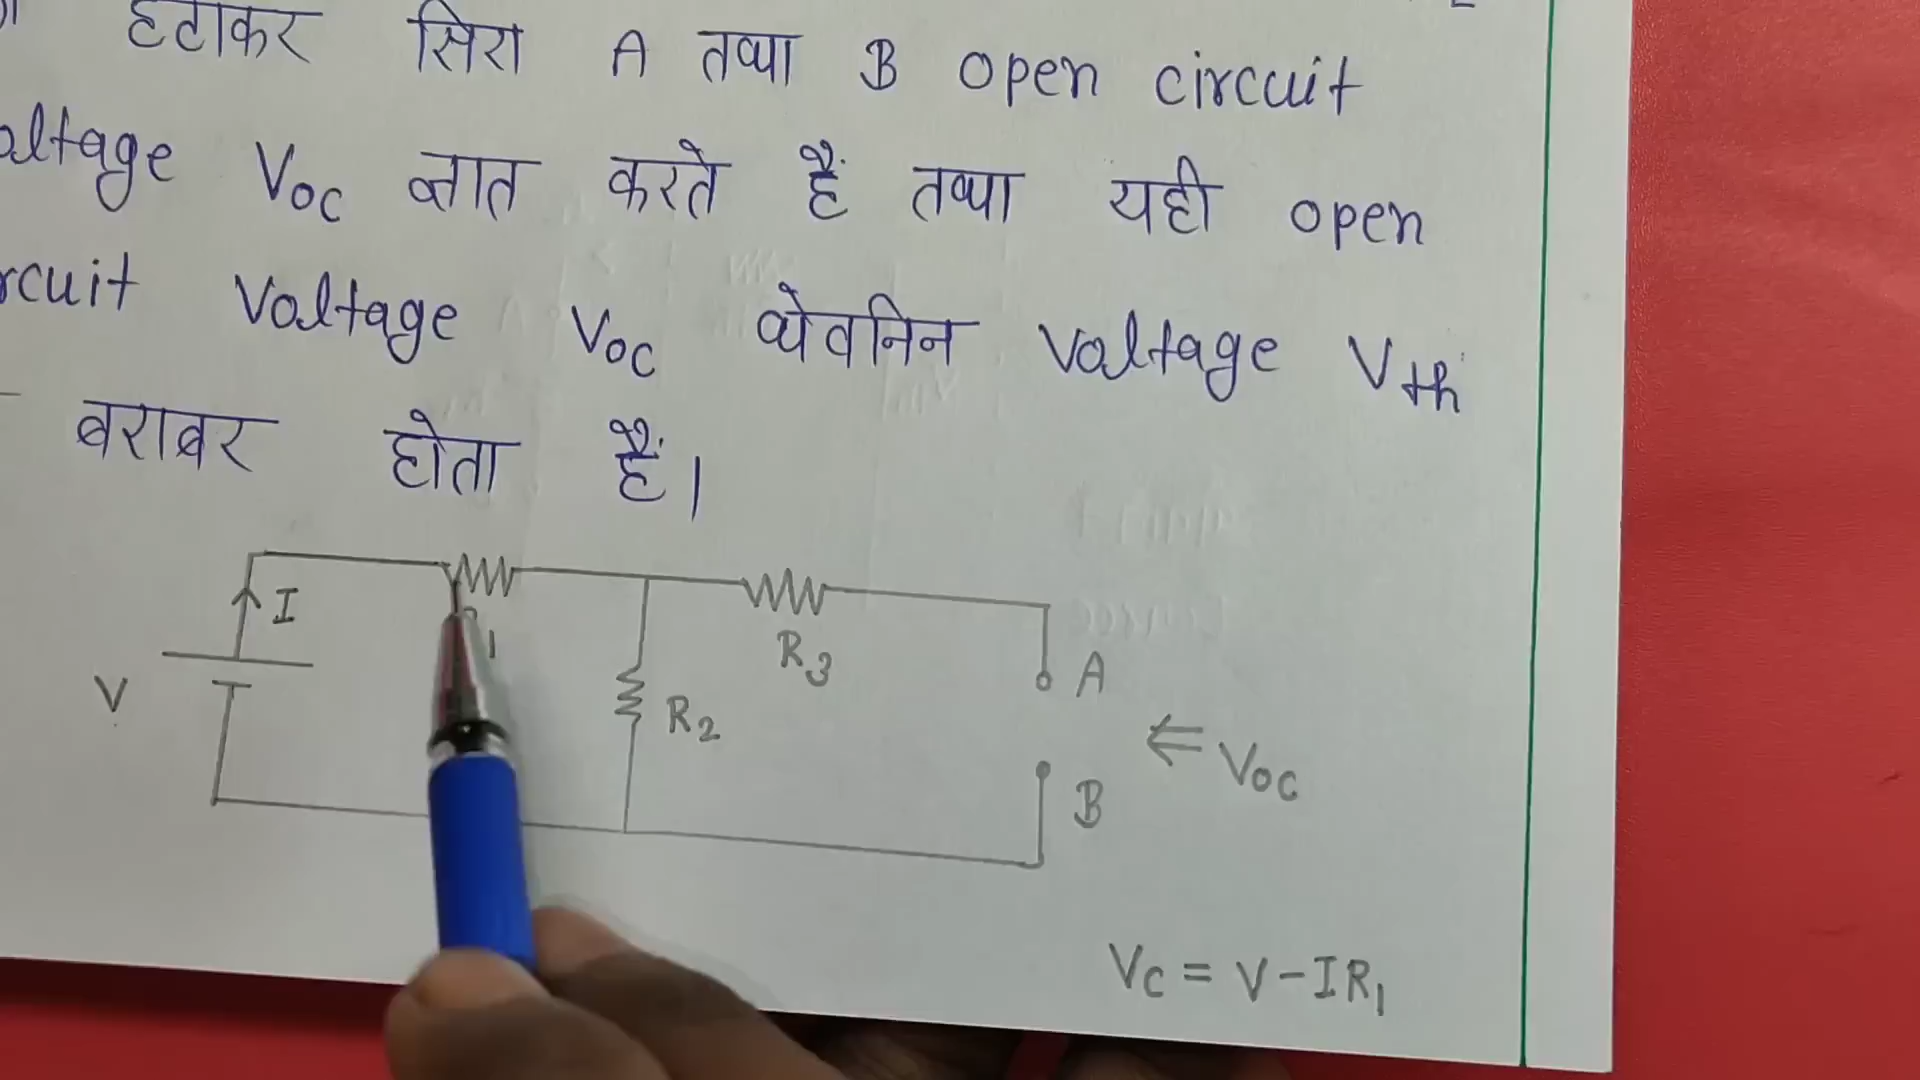 हटाकर सिरा A तथा B open circuit
oltage Voc ज्ञात करते हैं तथा यही open
rcuit Voltage Voc थेवनिन Voltage Vth
बराबर होता हैं।
I
R3
A
V
R2
⇐ Voc
B
Vc = V-IR1